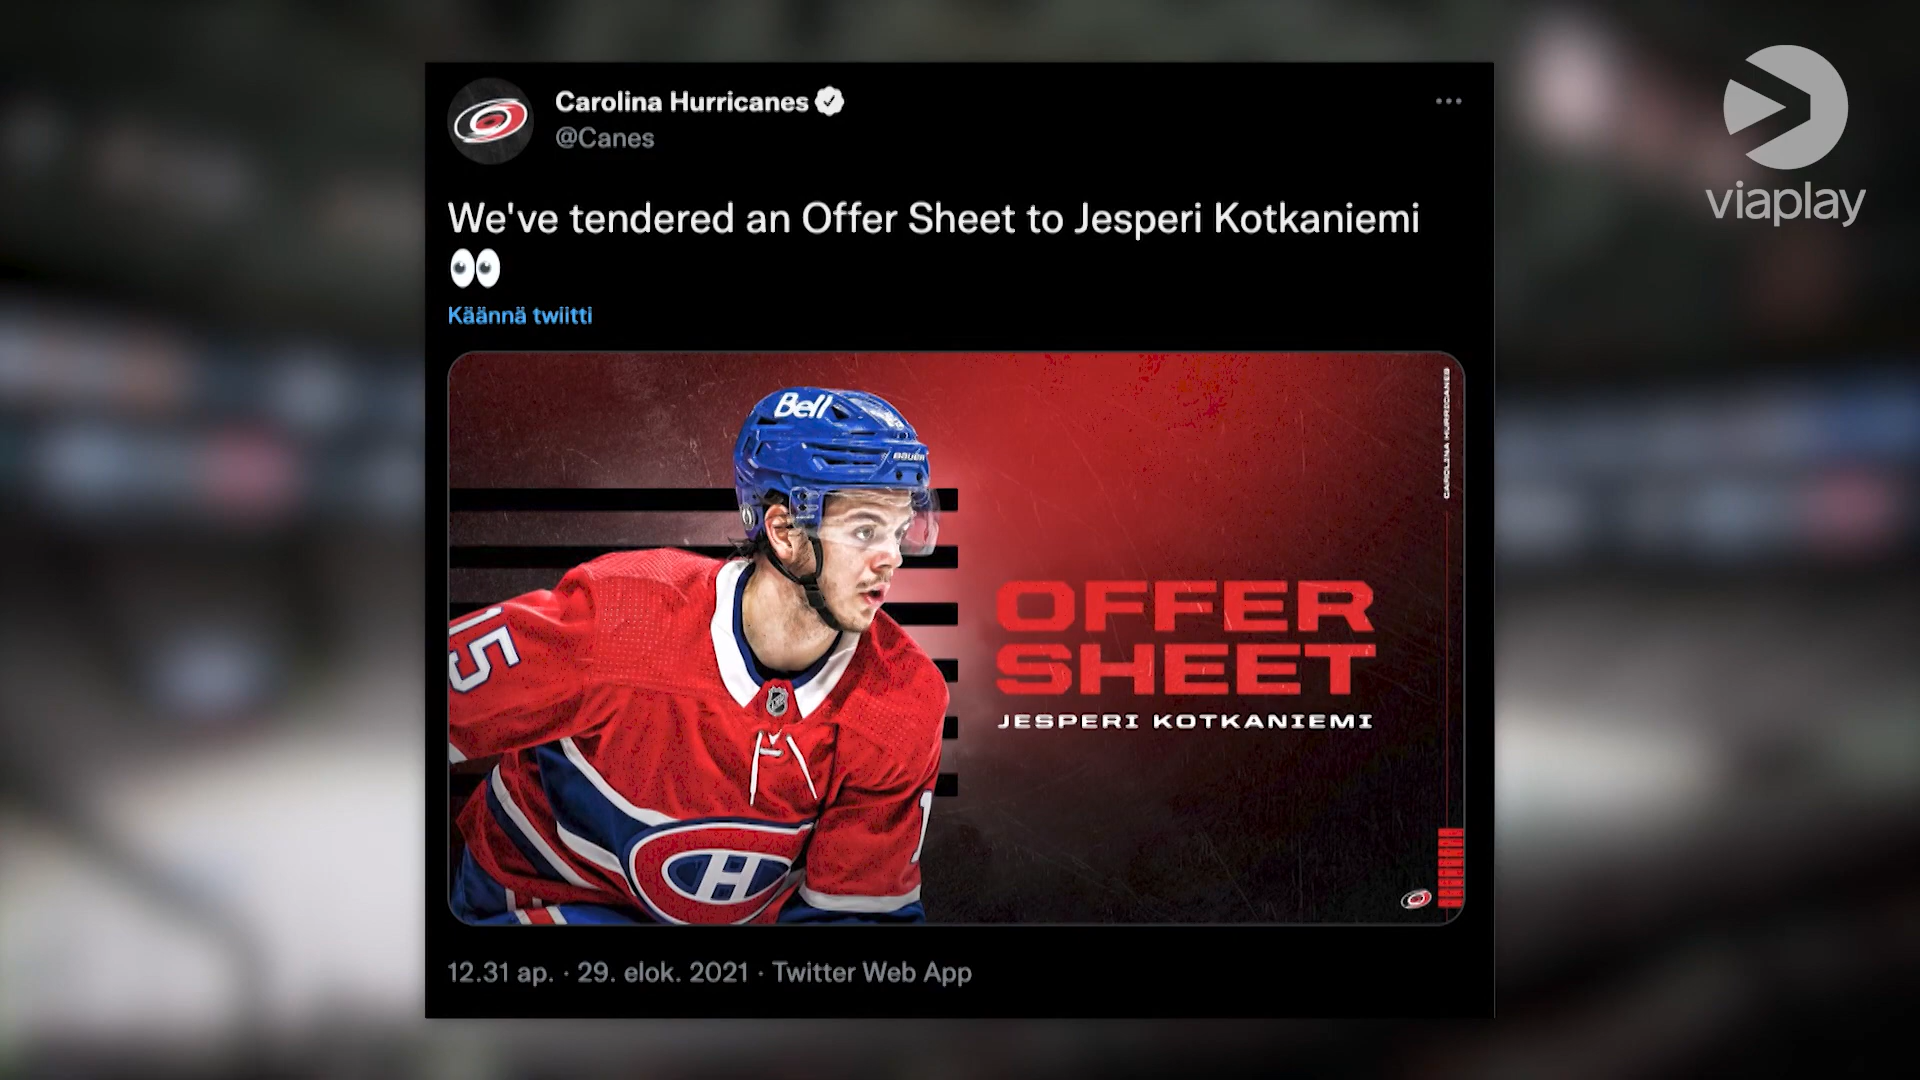 Carolina Hurricanes
@Canes
viaplay
We've tendered an Offer Sheet to Jesperi Kotkaniemi
👀
Käännä twiitti
CAROLINA HURRICANES
Bell
BAUER
15
OFFER
SHEET
JESPERI KOTKANIEMI
1
H
12.31 ap. · 29. elok. 2021 · Twitter Web App